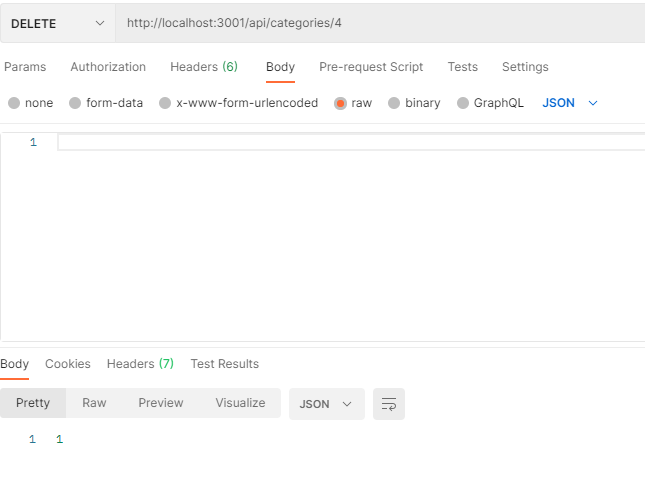 DELETE http://localhost:3001/api/categories/4
Params Authorization Headers (6) Body Pre-request Script Tests Settings
none form-data x-www-form-urlencoded raw binary GraphQL JSON
1
Body Cookies Headers (7) Test Results
Pretty Raw Preview Visualize JSON
1 1